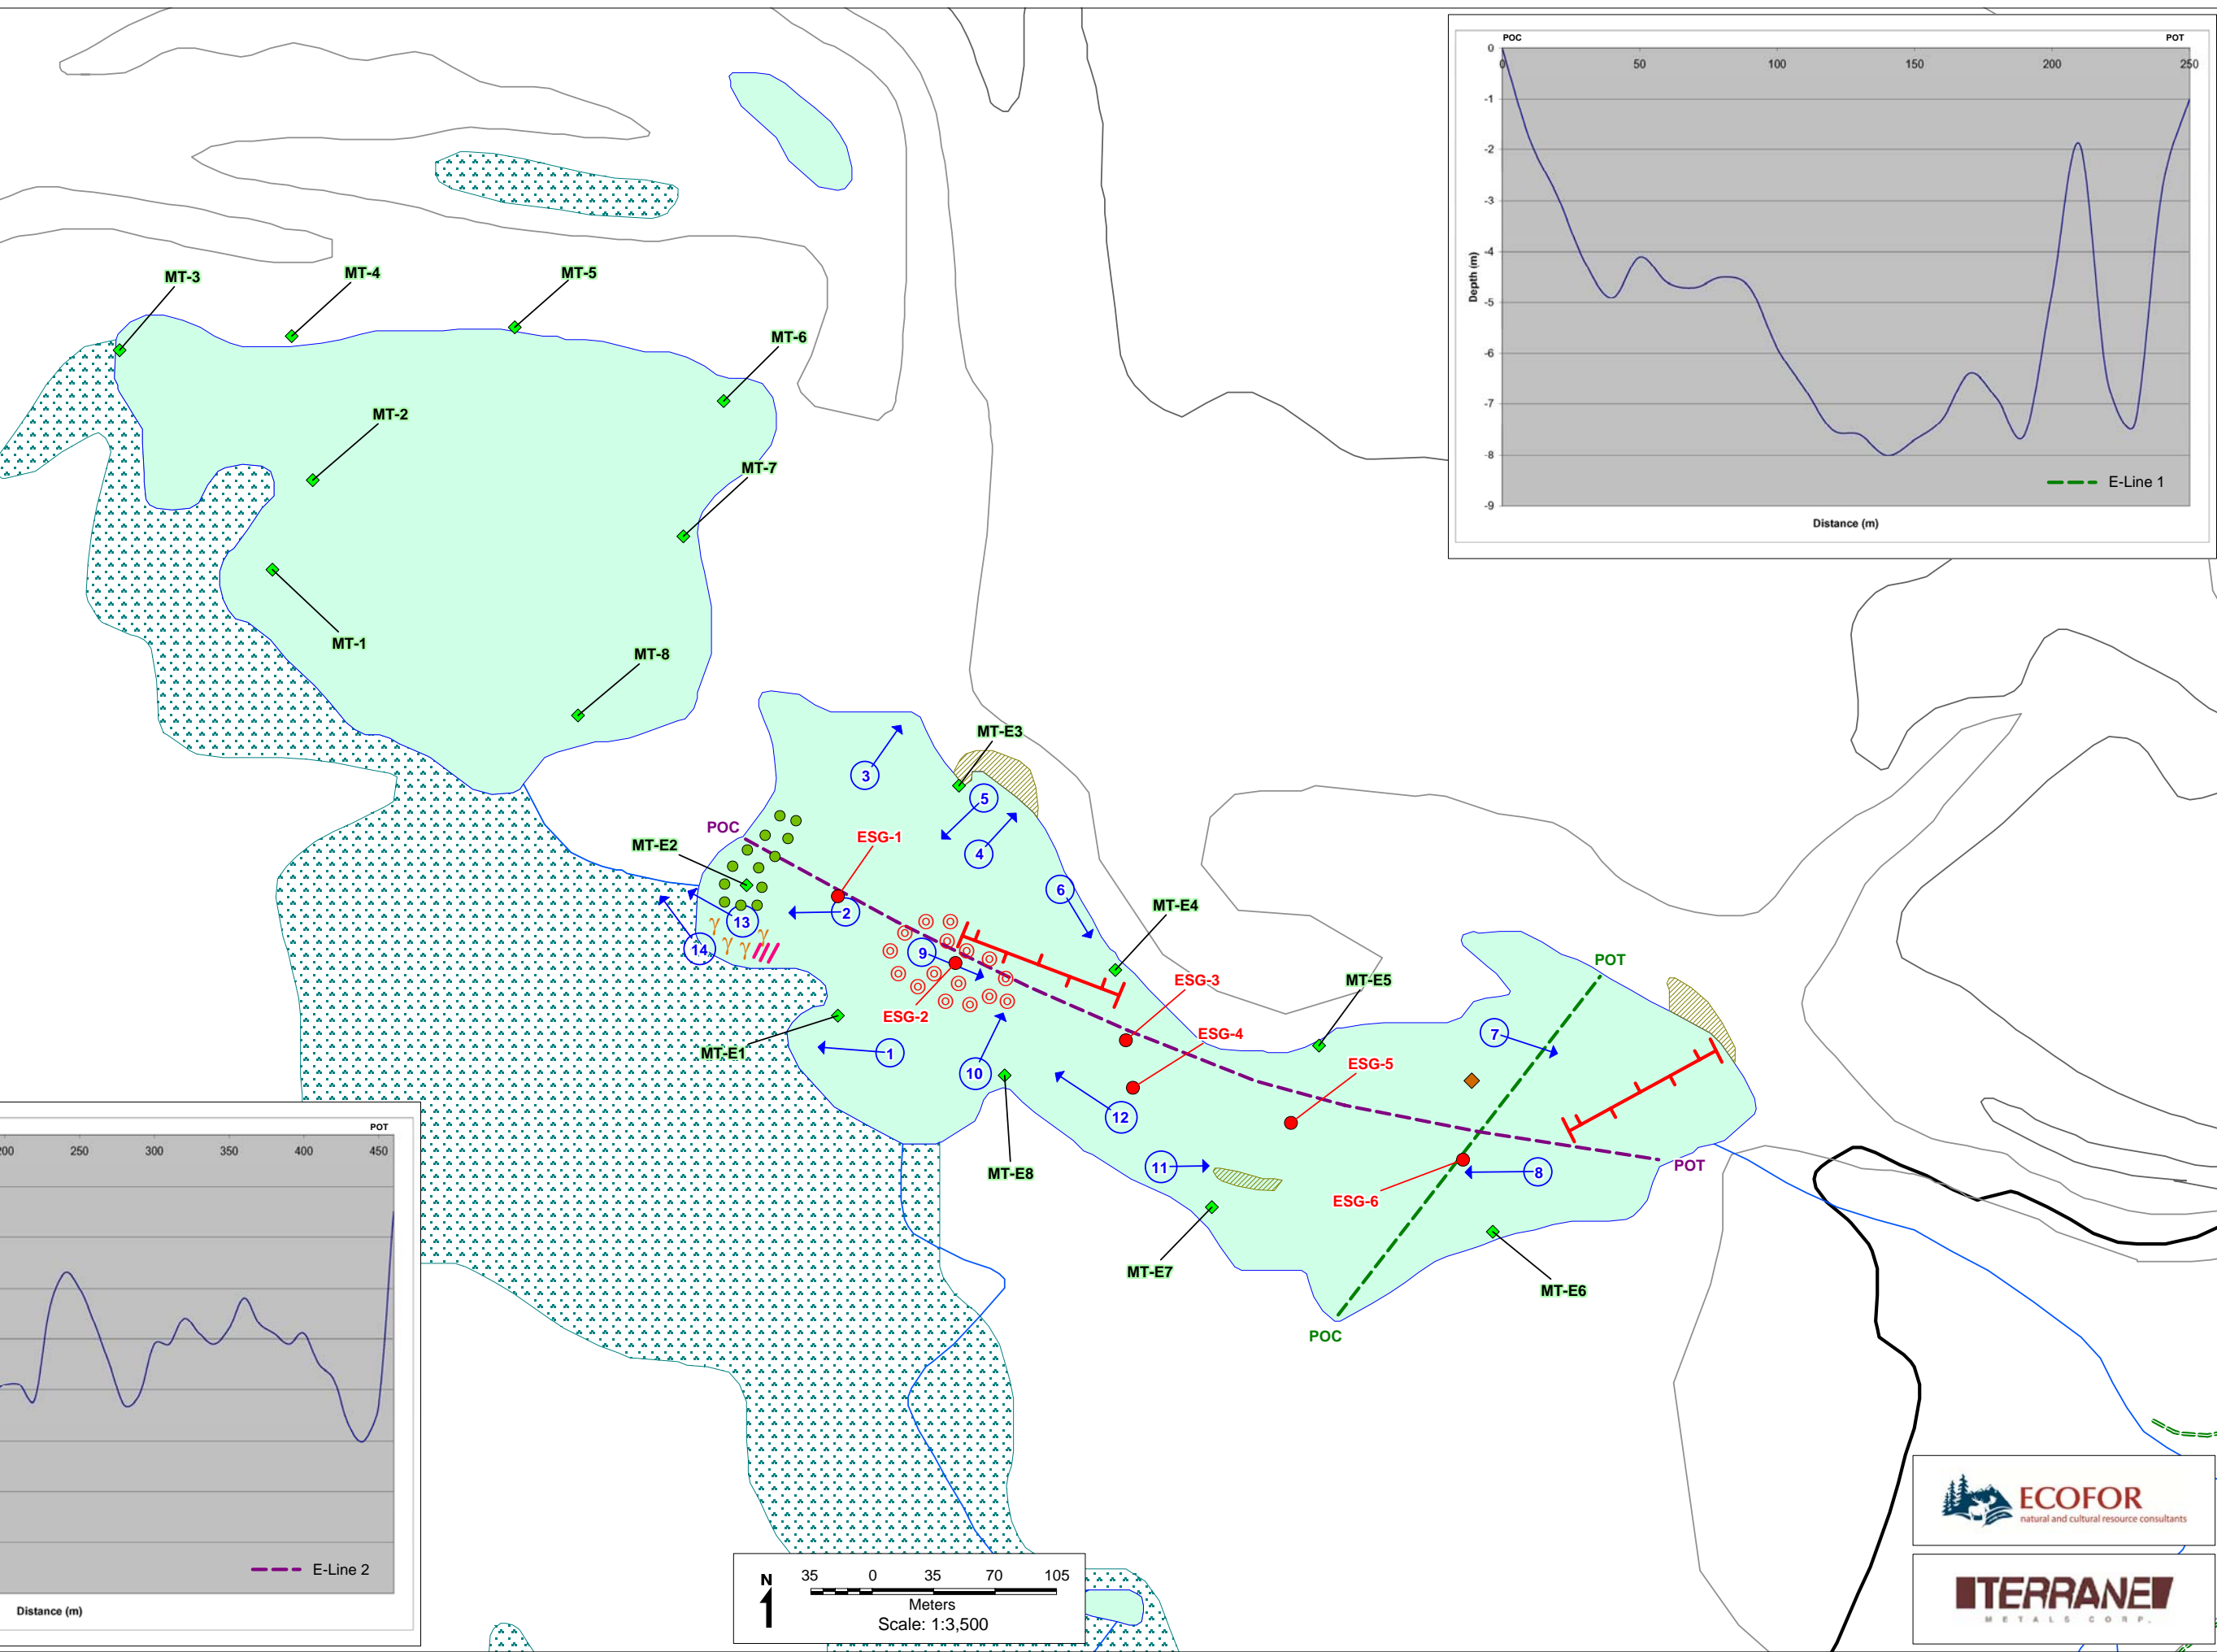 POC POT
0 50 100 150 200 250
0
-1
-2
-3
-4
-5
-6
-7
-8
-9
Depth (m)
Distance (m)
E-Line 1
MT-3
MT-4
MT-5
MT-6
MT-2
MT-7
MT-1
MT-8
MT-E3
3
5
POC
ESG-1
MT-E2
4
6
MT-E4
2
13
14
9
POT
ESG-3
MT-E5
ESG-2
ESG-4
7
MT-E1
1
10
ESG-5
12
11
8
POT
MT-E8
ESG-6
MT-E7
MT-E6
POC
POT
200 250 300 350 400 450
E-Line 2
Distance (m)
N
35 0 35 70 105
Meters
Scale: 1:3,500
ECOFOR
natural and cultural resource consultants
TERRANE
METALS CORP.